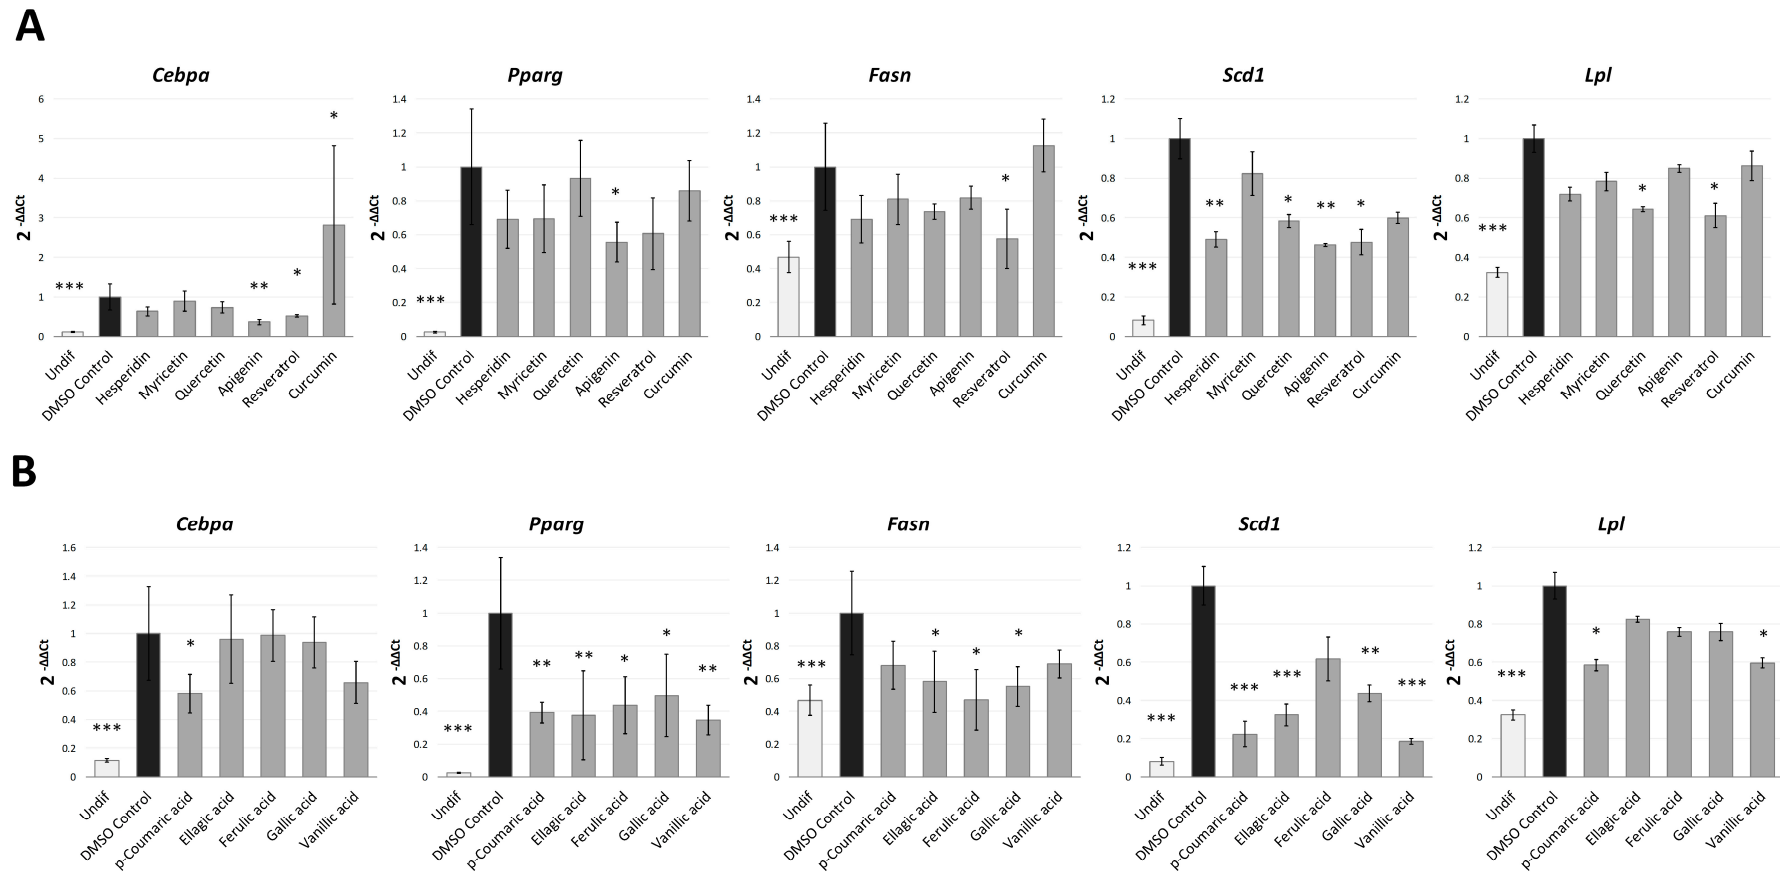 A
Cebpa
Pparg
Fasn
Scd1
Lpl
2 -ΔΔCt
6
5
4
3
2
1
0
***
**
*
*
Undif
DMSO Control
Hesperidin
Myricetin
Quercetin
Apigenin
Resveratrol
Curcumin
2 -ΔΔCt
1.4
1.2
1
0.8
0.6
0.4
0.2
0
***
*
Undif
DMSO Control
Hesperidin
Myricetin
Quercetin
Apigenin
Resveratrol
Curcumin
2 -ΔΔCt
1.4
1.2
1
0.8
0.6
0.4
0.2
0
***
*
Undif
DMSO Control
Hesperidin
Myricetin
Quercetin
Apigenin
Resveratrol
Curcumin
2 -ΔΔCt
1.2
1
0.8
0.6
0.4
0.2
0
***
**
*
**
*
Undif
DMSO Control
Hesperidin
Myricetin
Quercetin
Apigenin
Resveratrol
Curcumin
2 -ΔΔCt
1.2
1
0.8
0.6
0.4
0.2
0
***
*
*
Undif
DMSO Control
Hesperidin
Myricetin
Quercetin
Apigenin
Resveratrol
Curcumin
B
Cebpa
Pparg
Fasn
Scd1
Lpl
2 -ΔΔCt
1.6
1.4
1.2
1
0.8
0.6
0.4
0.2
0
***
*
Undif
DMSO Control
p-Coumaric acid
Ellagic acid
Ferulic acid
Gallic acid
Vanillic acid
2 -ΔΔCt
1.4
1.2
1
0.8
0.6
0.4
0.2
0
***
**
**
*
*
**
Undif
DMSO Control
p-Coumaric acid
Ellagic acid
Ferulic acid
Gallic acid
Vanillic acid
2 -ΔΔCt
1.4
1.2
1
0.8
0.6
0.4
0.2
0
***
*
*
*
Undif
DMSO Control
p-Coumaric acid
Ellagic acid
Ferulic acid
Gallic acid
Vanillic acid
2 -ΔΔCt
1.2
1
0.8
0.6
0.4
0.2
0
***
***
***
**
***
Undif
DMSO Control
p-Coumaric acid
Ellagic acid
Ferulic acid
Gallic acid
Vanillic acid
2 -ΔΔCt
1.2
1
0.8
0.6
0.4
0.2
0
***
*
*
Undif
DMSO Control
p-Coumaric acid
Ellagic acid
Ferulic acid
Gallic acid
Vanillic acid